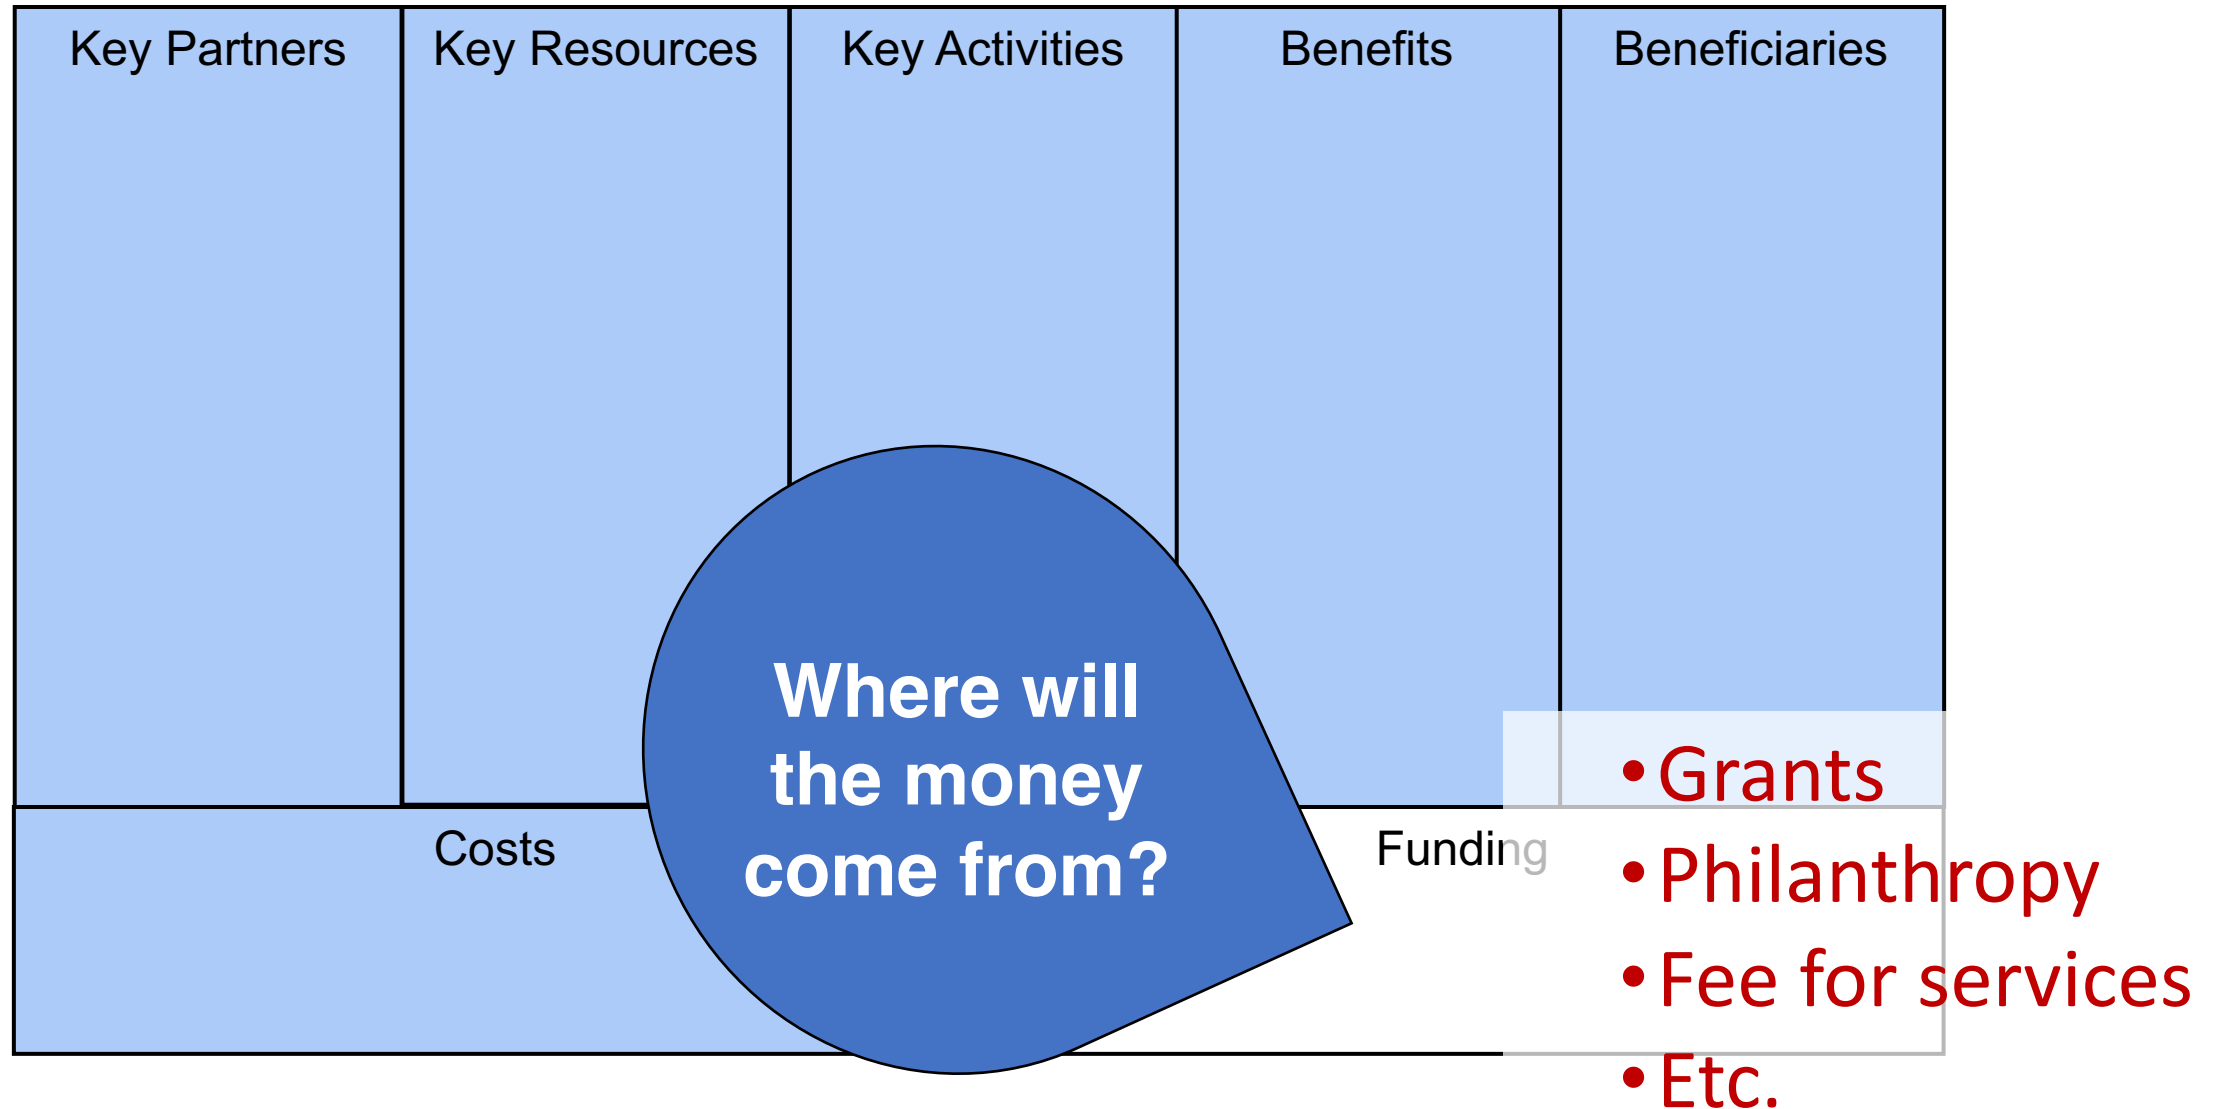 Key Partners
Key Resources
Key Activities
Benefits
Beneficiaries
Where will
the money
come from?
Costs
Funding
•Grants
•Philanthropy
•Fee for services
•Etc.